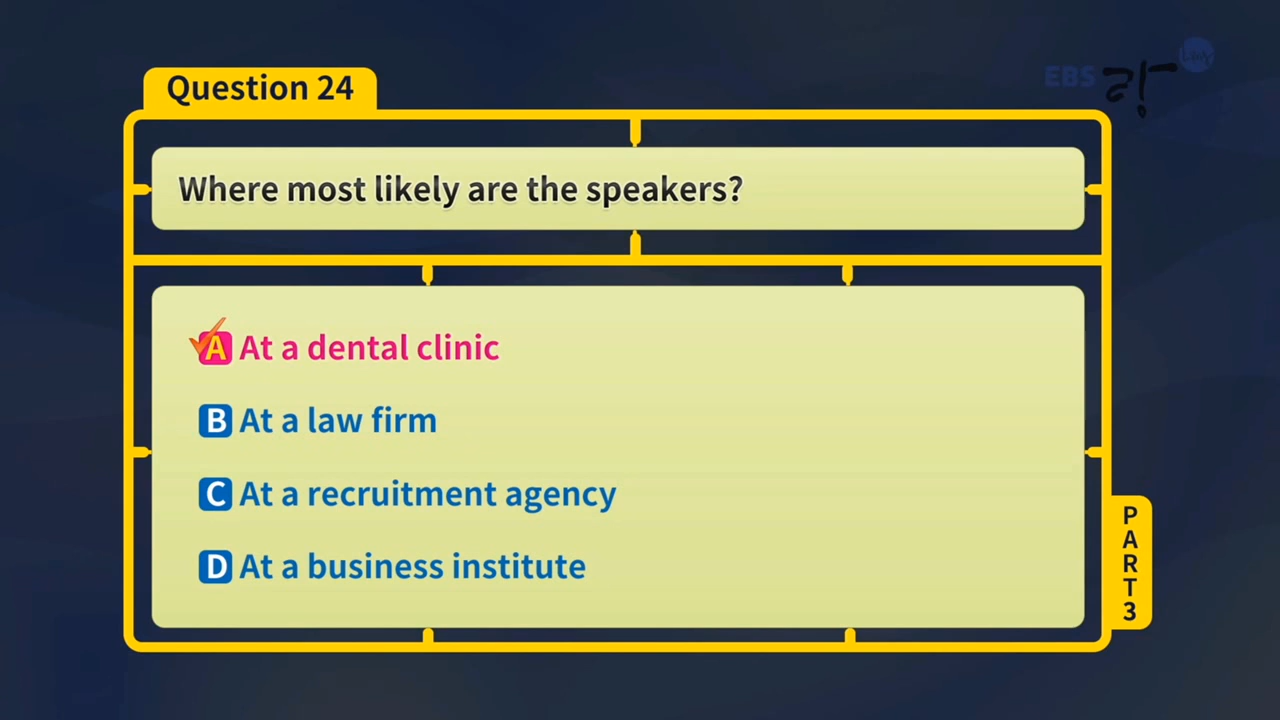 Question 24
EBS 락
Where most likely are the speakers?
A At a dental clinic
B At a law firm
C At a recruitment agency
D At a business institute
PART3